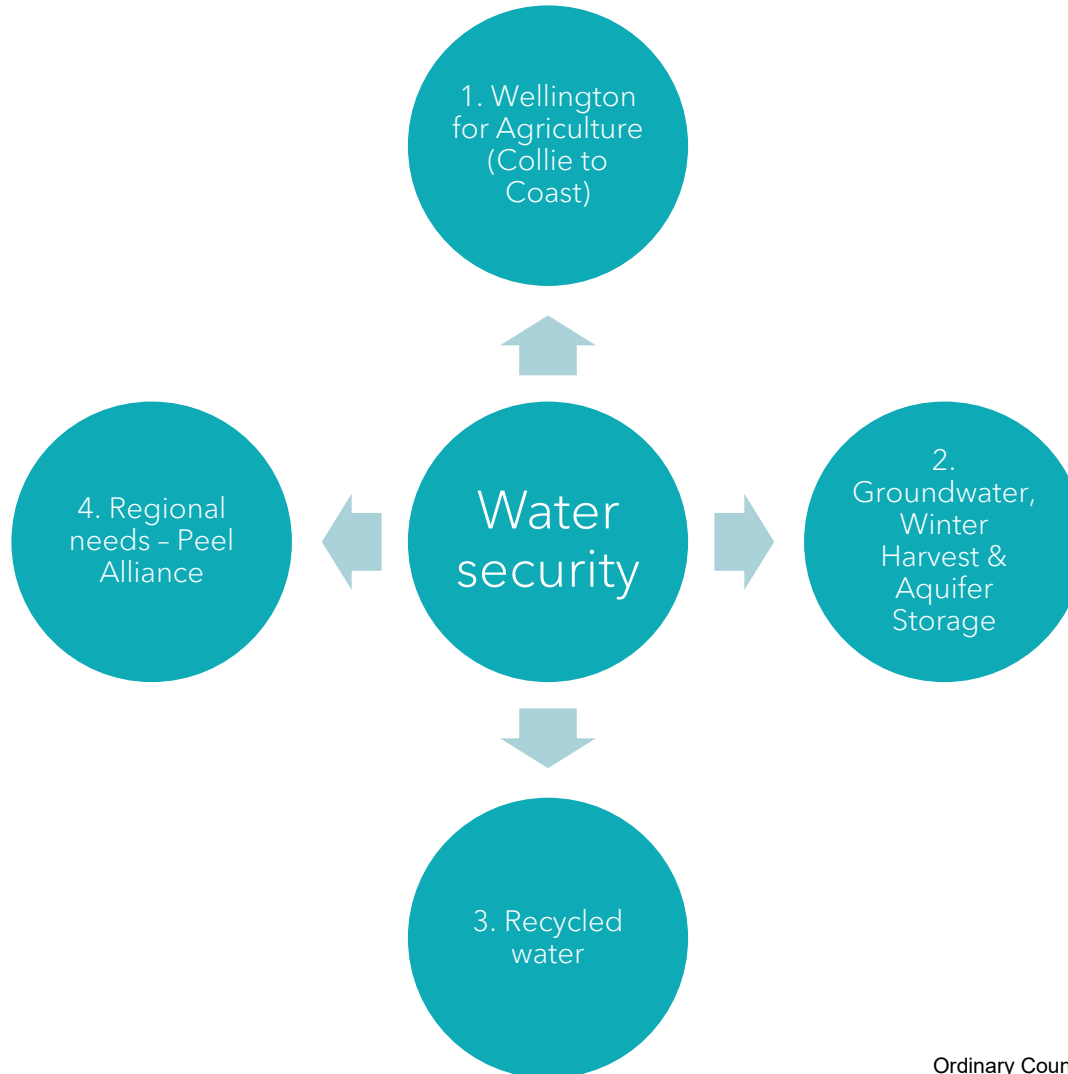 1. Wellington
for Agriculture
(Collie to
Coast)
Water
security
2.
Groundwater,
Winter
Harvest &
Aquifer
Storage
3. Recycled
water
4. Regional
needs – Peel
Alliance
Ordinary